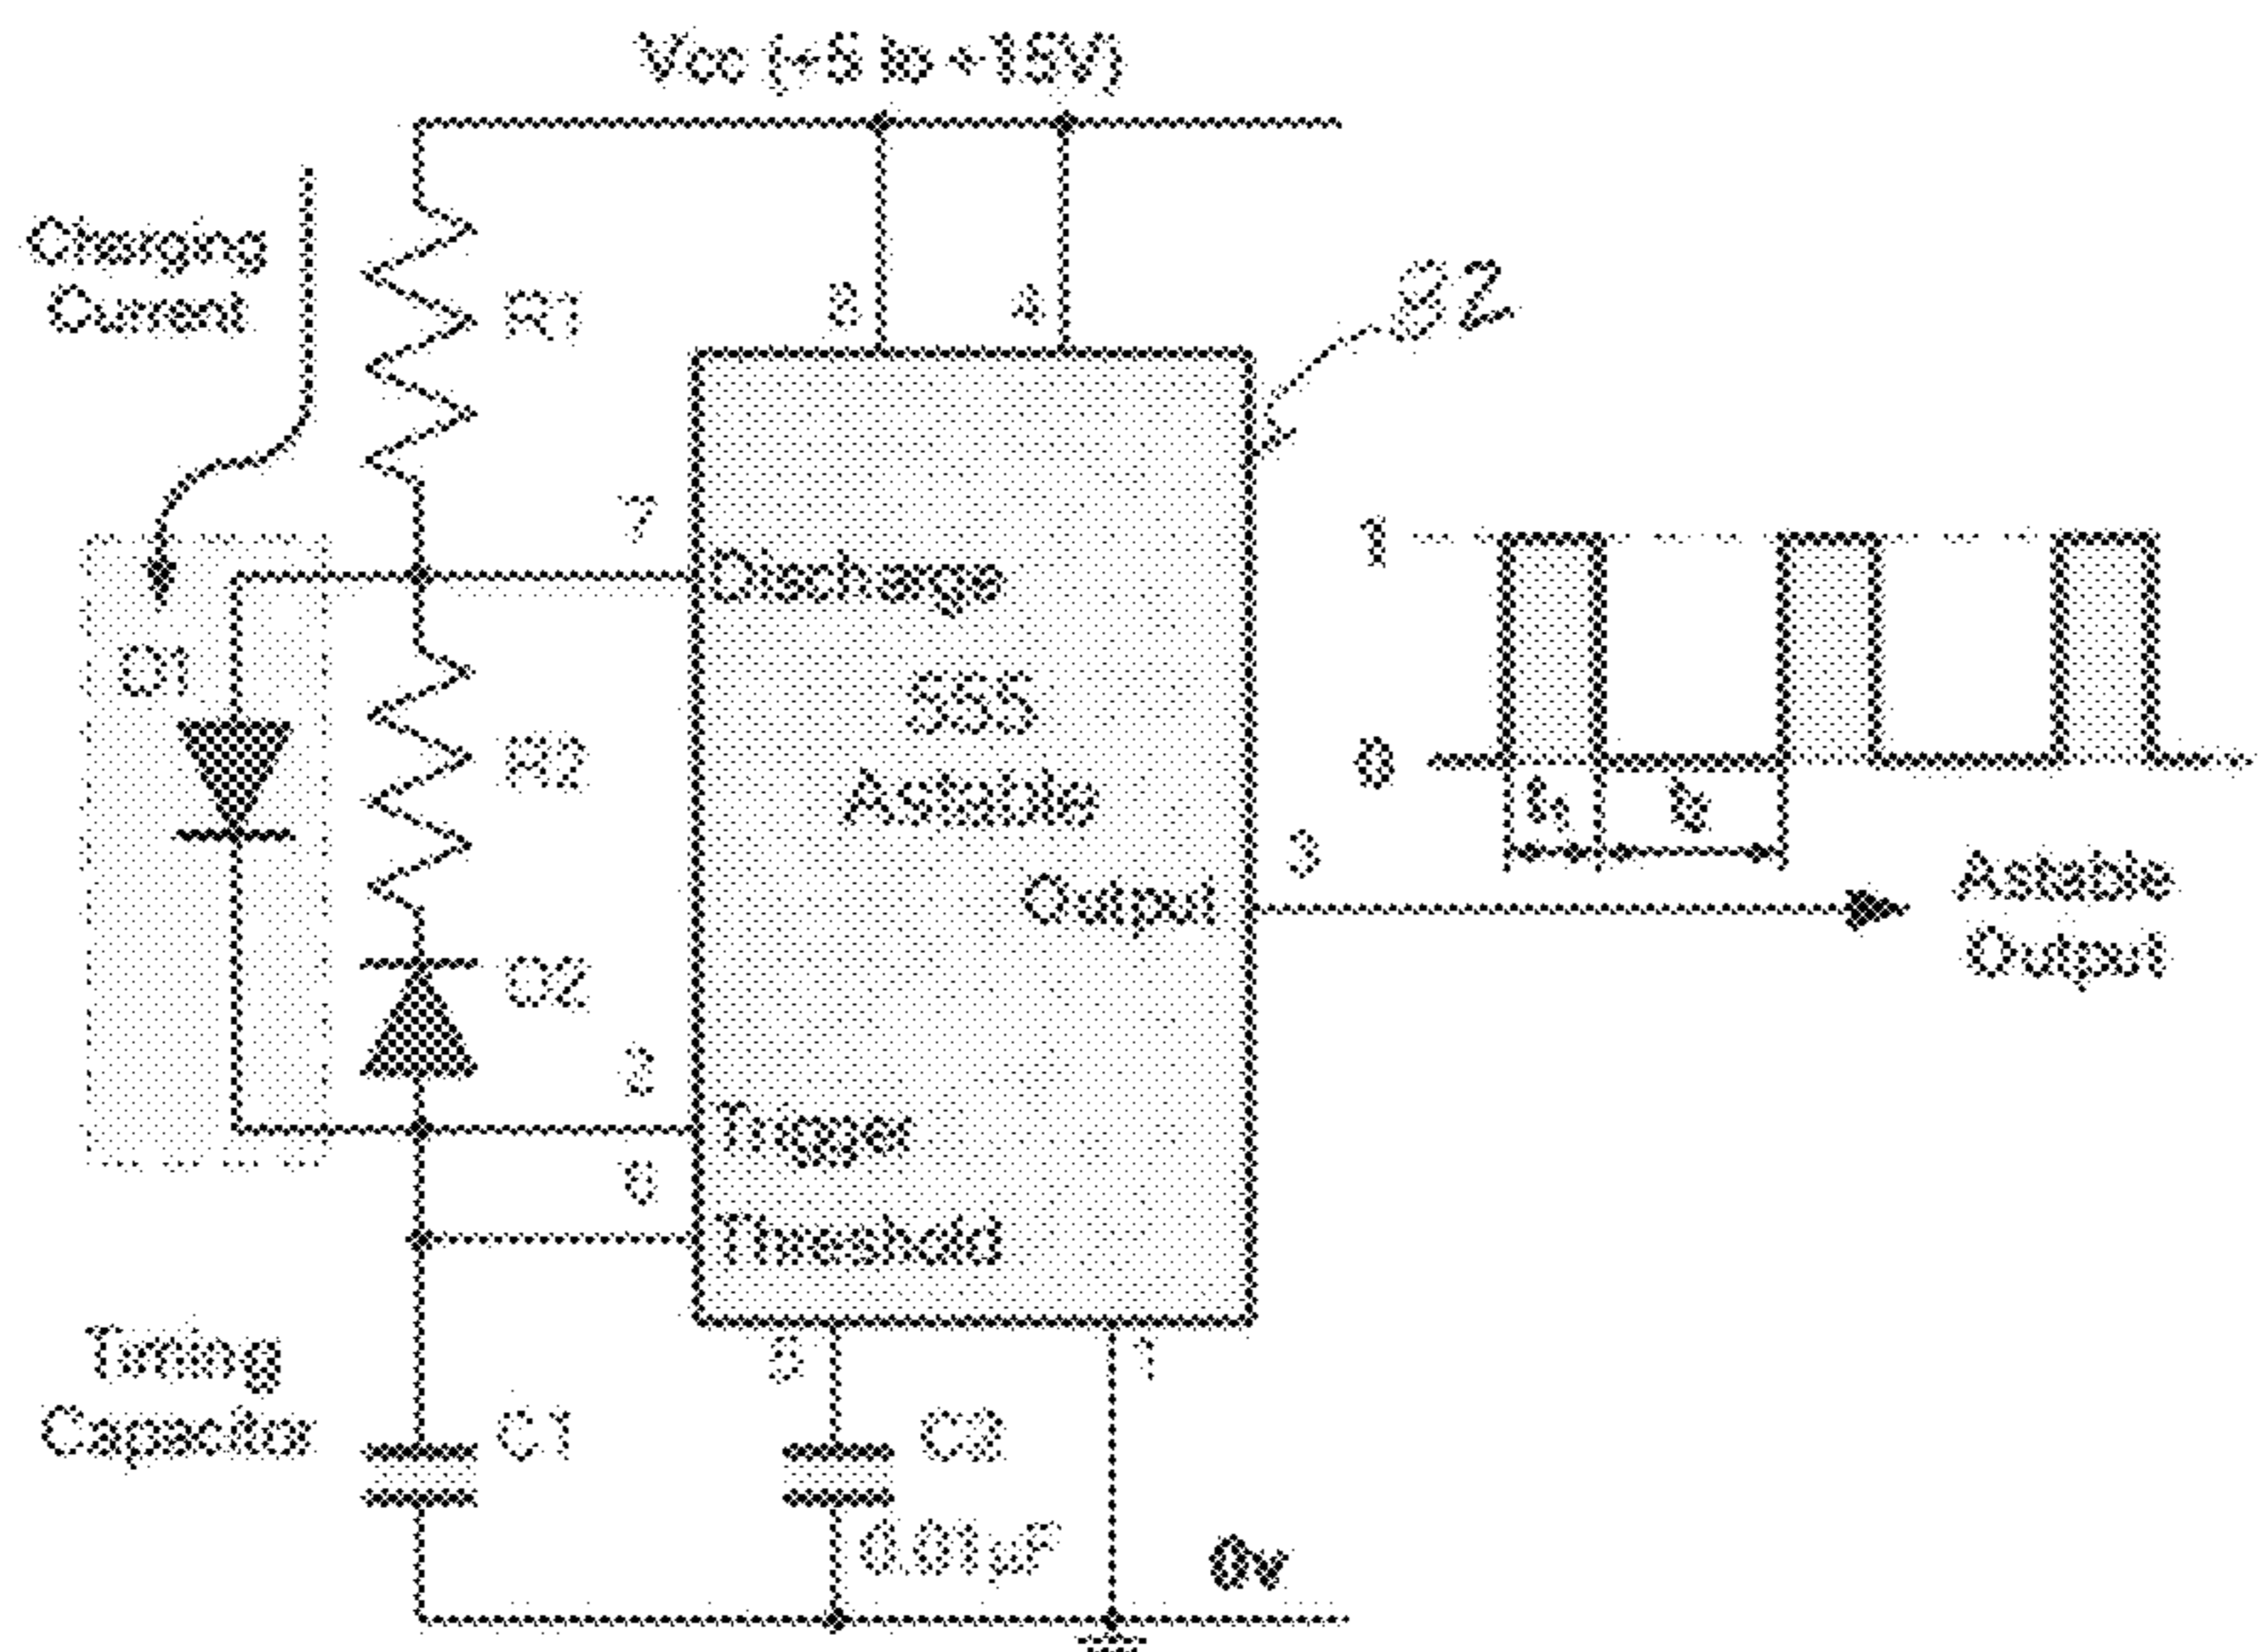 Vcc (+5 to +15V)
Charging
Current
R1
8
4
92
7
Discharge
1
D1
555
R2
Astable
0
t1
t2
3
Output
Astable
Output
D2
2
Trigger
6
Threshold
Timing
Capacitor
5
1
C1
C2
0.01µF
0v